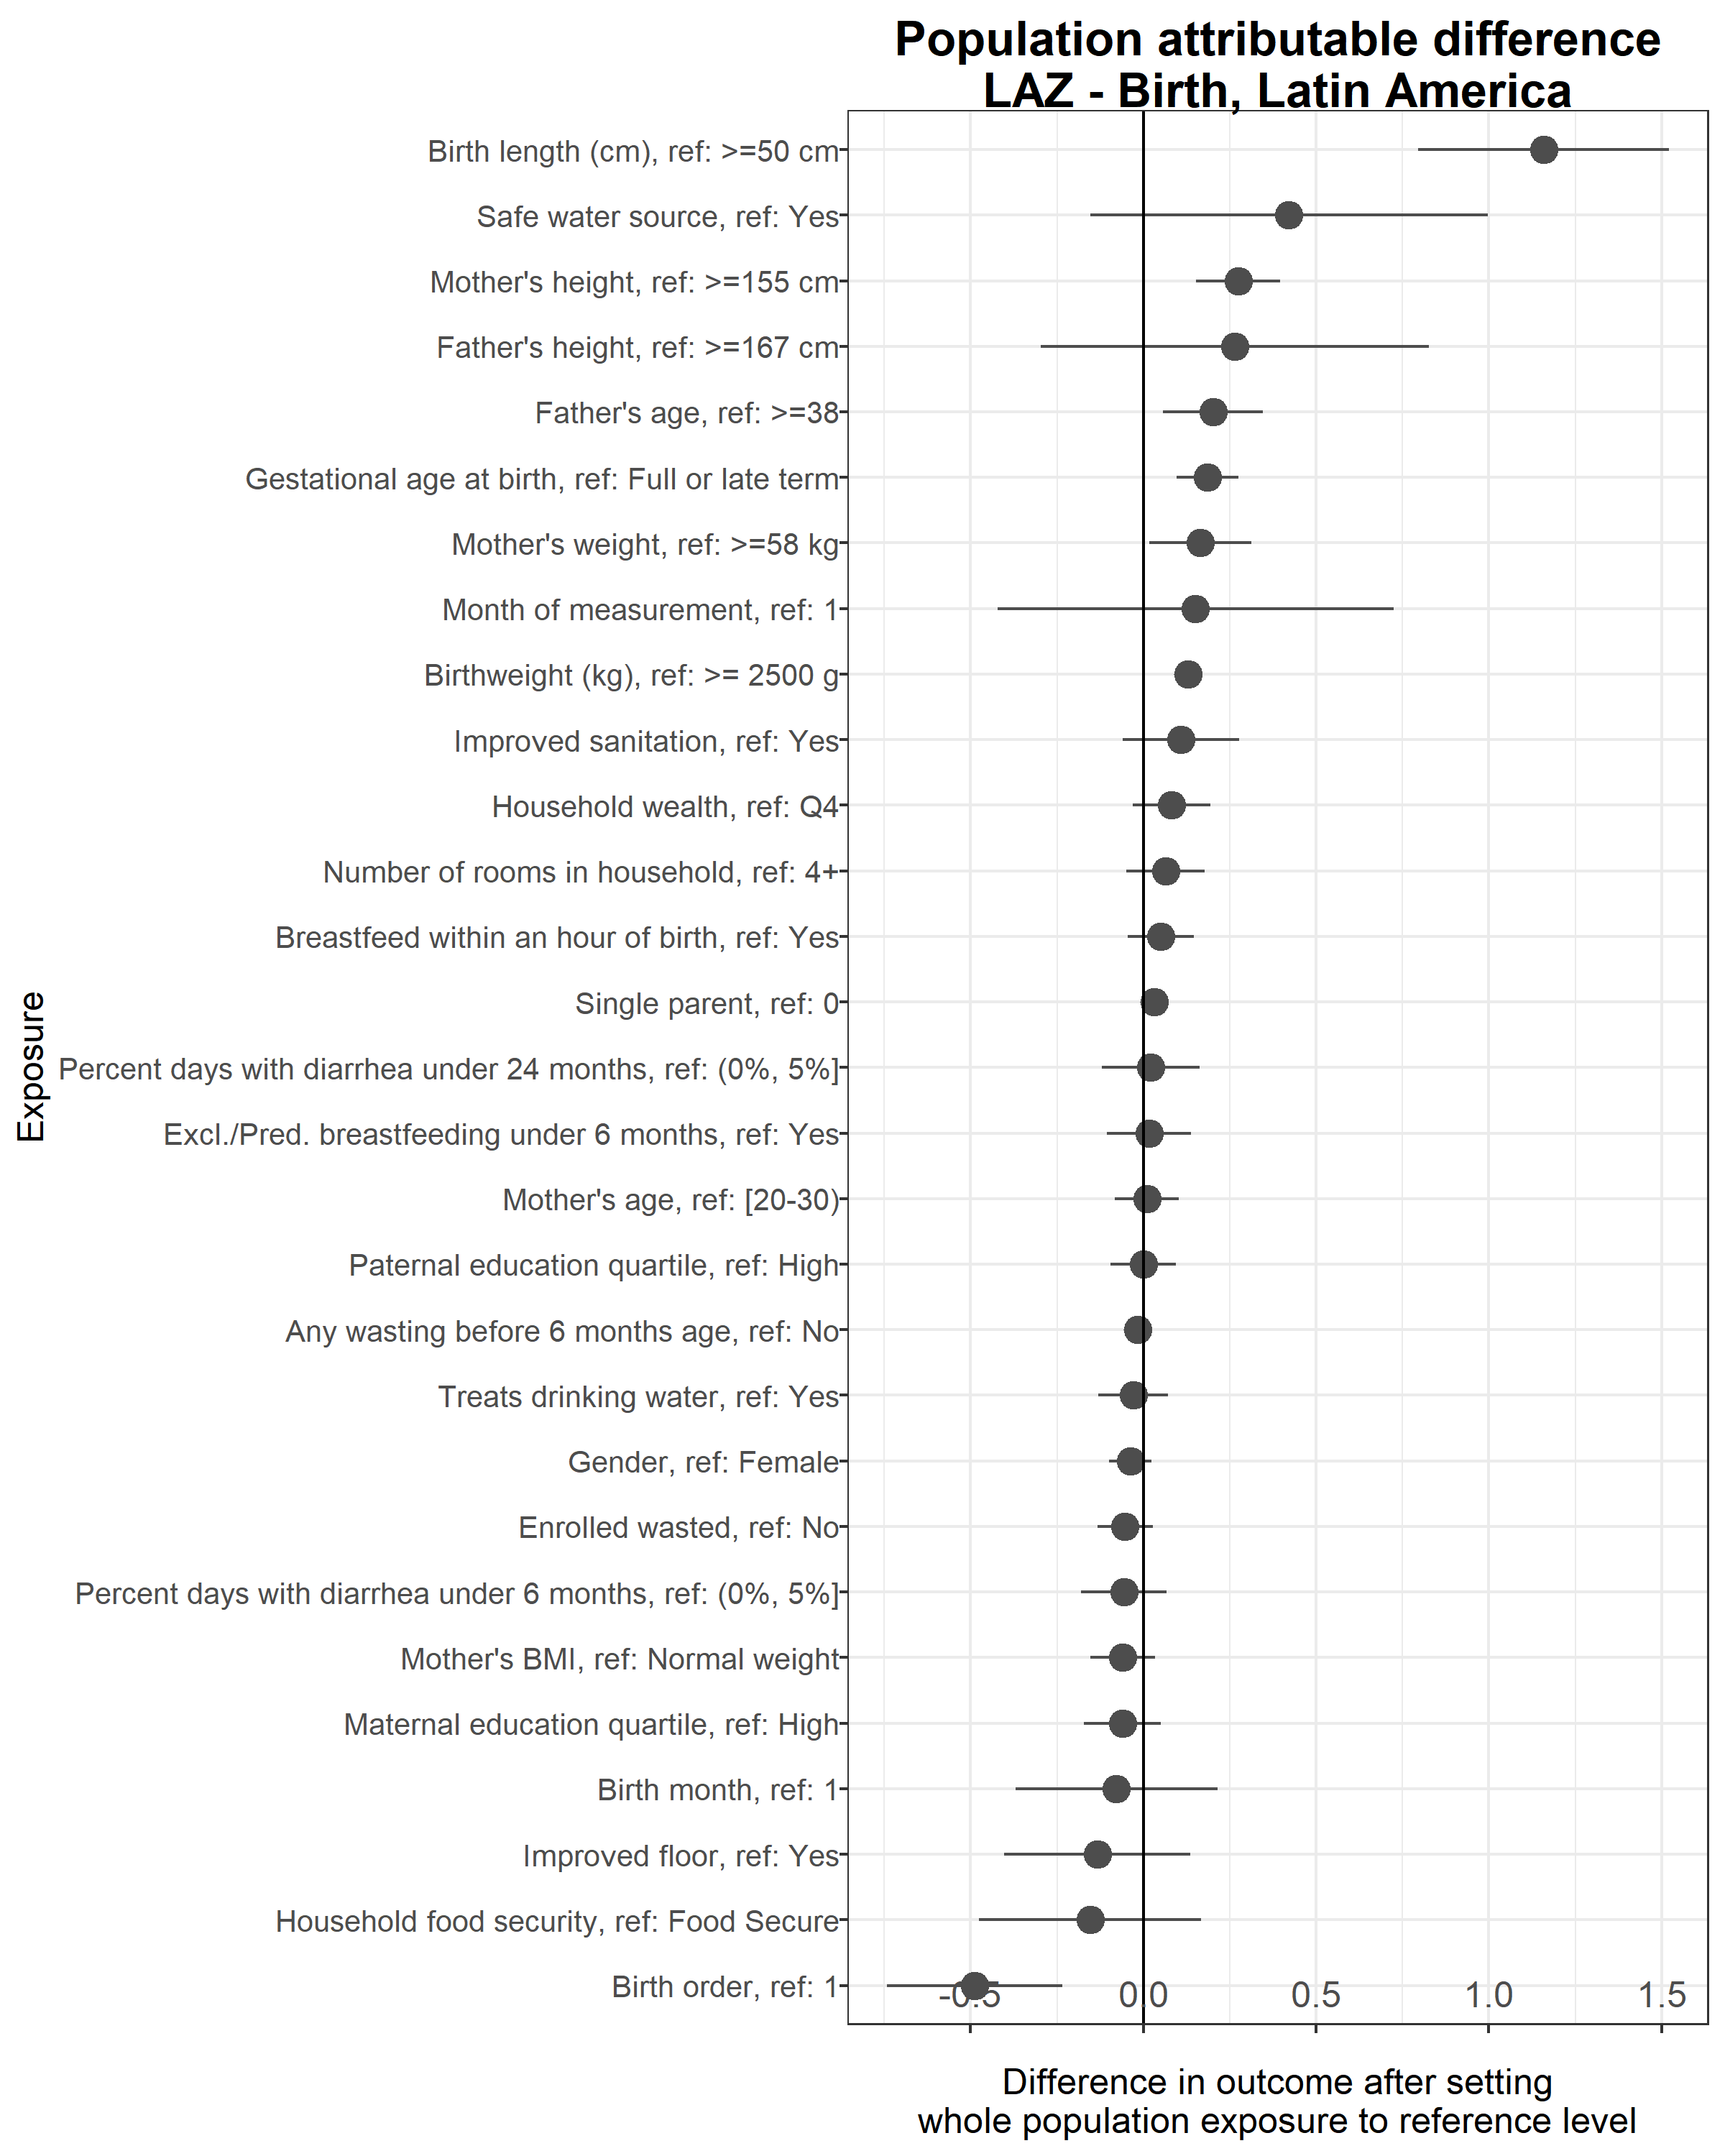 Population attributable difference
LAZ - Birth, Latin America
Exposure
Birth length (cm), ref: >=50 cm
Safe water source, ref: Yes
Mother's height, ref: >=155 cm
Father's height, ref: >=167 cm
Father's age, ref: >=38
Gestational age at birth, ref: Full or late term
Mother's weight, ref: >=58 kg
Month of measurement, ref: 1
Birthweight (kg), ref: >= 2500 g
Improved sanitation, ref: Yes
Household wealth, ref: Q4
Number of rooms in household, ref: 4+
Breastfeed within an hour of birth, ref: Yes
Single parent, ref: 0
Percent days with diarrhea under 24 months, ref: (0%, 5%]
Excl./Pred. breastfeeding under 6 months, ref: Yes
Mother's age, ref: [20-30)
Paternal education quartile, ref: High
Any wasting before 6 months age, ref: No
Treats drinking water, ref: Yes
Gender, ref: Female
Enrolled wasted, ref: No
Percent days with diarrhea under 6 months, ref: (0%, 5%]
Mother's BMI, ref: Normal weight
Maternal education quartile, ref: High
Birth month, ref: 1
Improved floor, ref: Yes
Household food security, ref: Food Secure
Birth order, ref: 1
-0.5 0.0 0.5 1.0 1.5
Difference in outcome after setting
whole population exposure to reference level